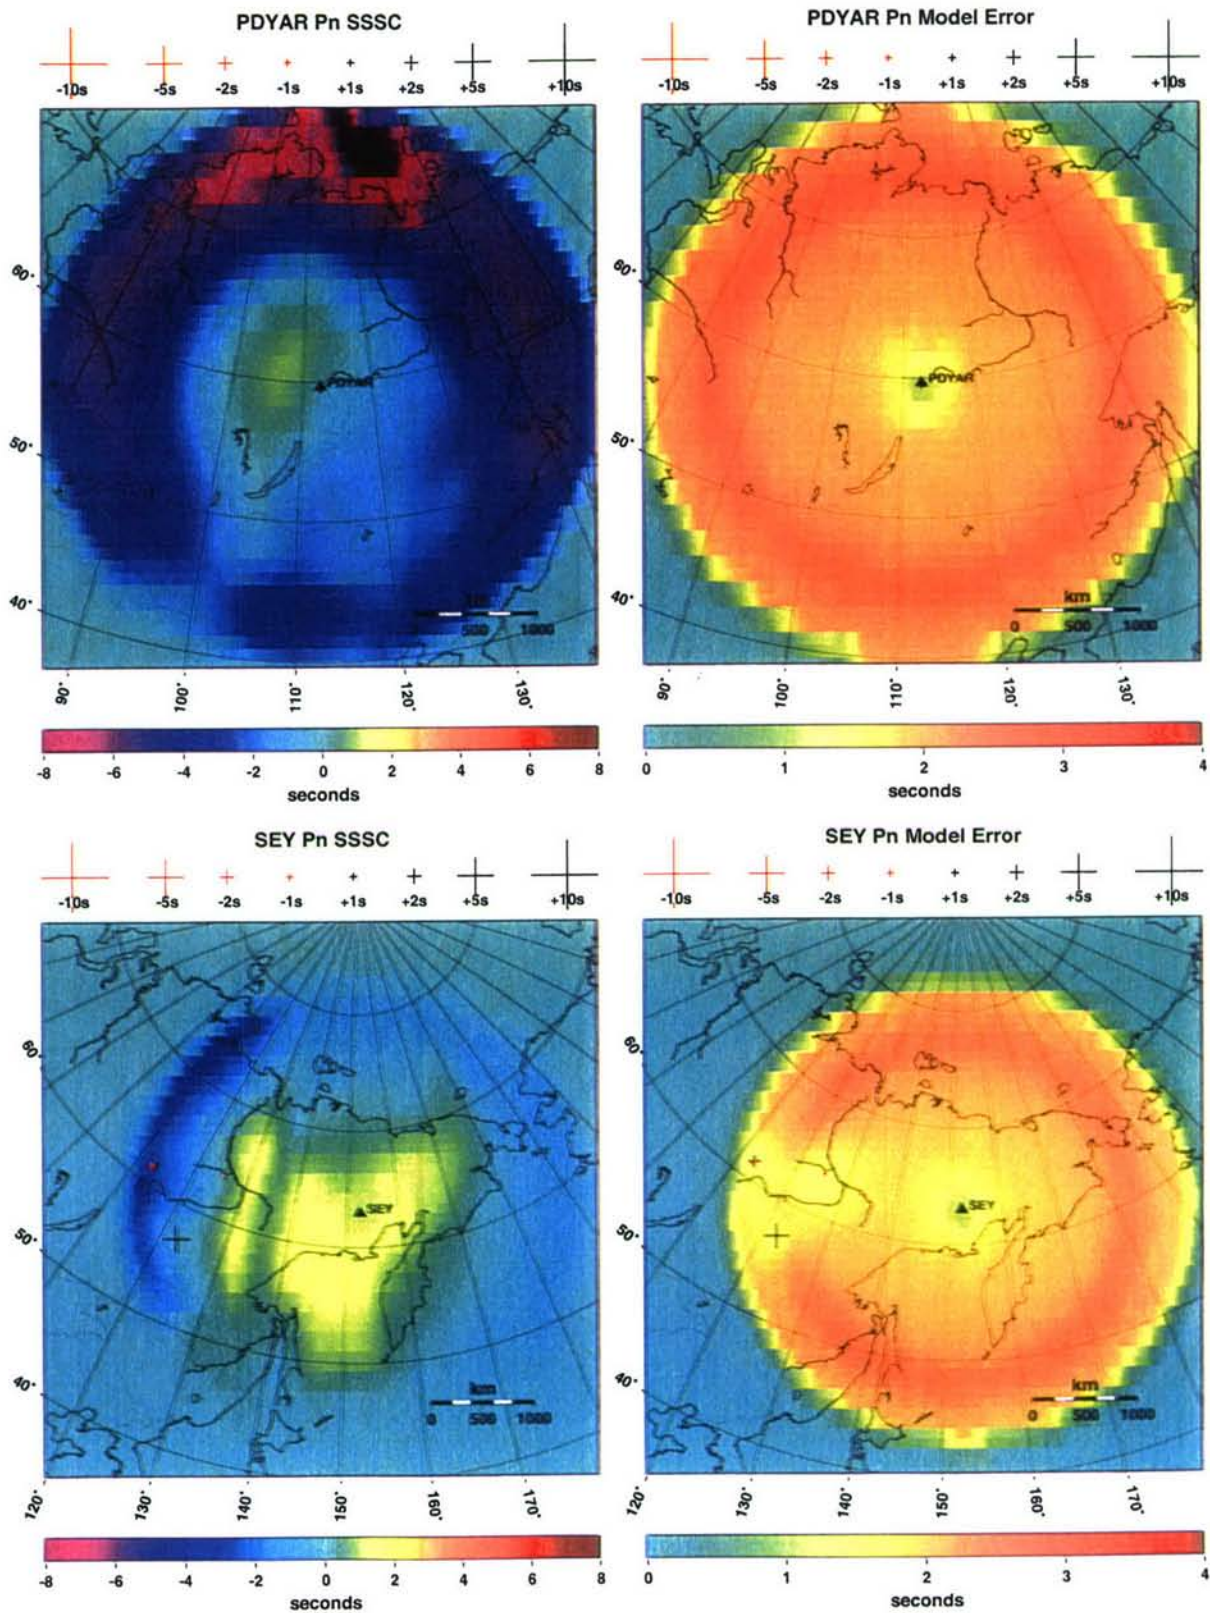 PDYAR Pn SSSC
-10s -5s -2s -1s +1s +2s +5s +10s
60°
50°
40°
PDYAR
500 1000
90° 100° 110° 120° 130°
-8 -6 -4 -2 0 2 4 6 8
seconds
PDYAR Pn Model Error
-10s -5s -2s -1s +1s +2s +5s +10s
60°
50°
40°
PDYAR
km
0 500 1000
90° 100° 110° 120° 130°
0 1 2 3 4
seconds
SEY Pn SSSC
-10s -5s -2s -1s +1s +2s +5s +10s
60
50°
40°
SEY
km
0 500 1000
120° 130° 140° 150° 160° 170°
-8 -6 -4 -2 0 2 4 6 8
seconds
SEY Pn Model Error
-10s -5s -2s -1s +1s +2s +5s +10s
60°
50°
40°
SEY
km
0 500 1000
120° 130° 140° 150° 160° 170°
0 1 2 3 4
seconds